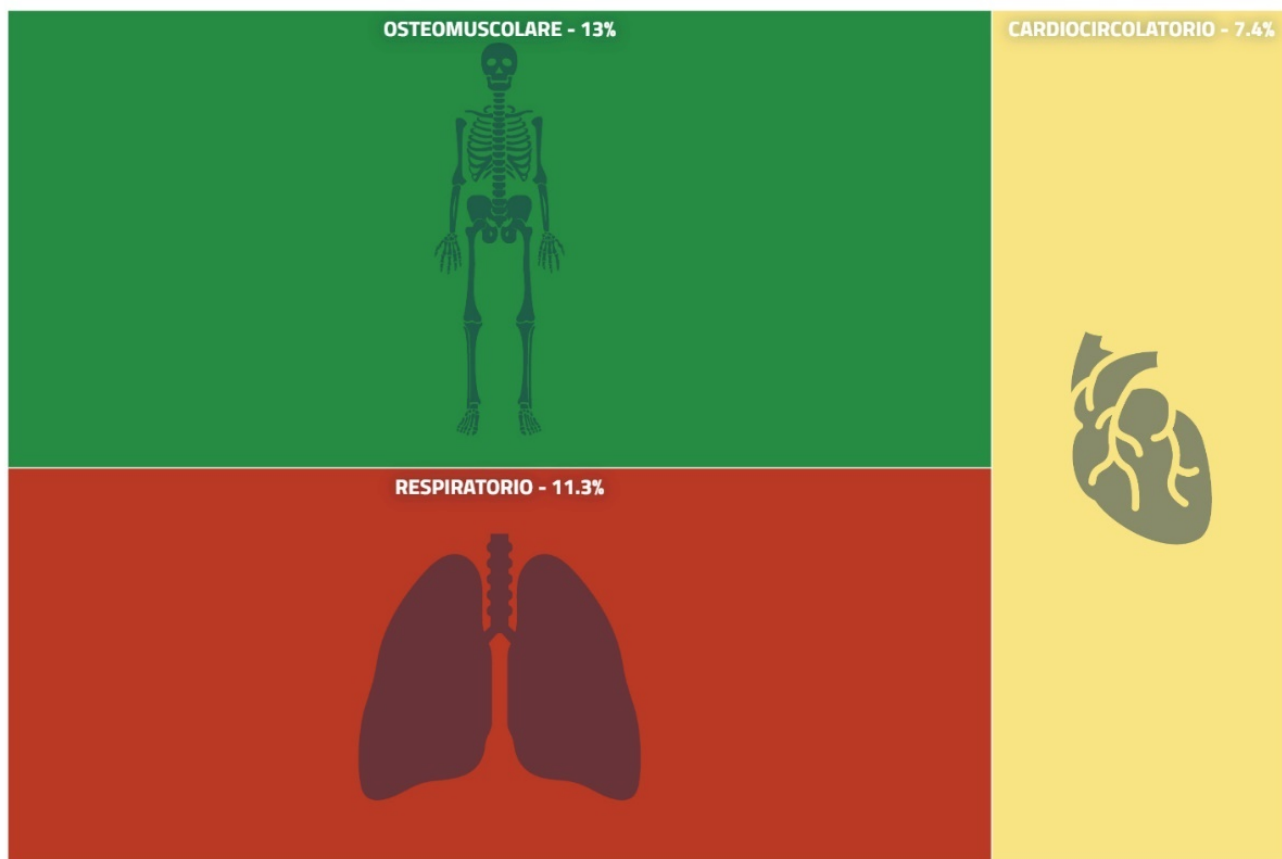 OSTEOMUSCOLARE - 13%
CARDIOCIRCOLATORIO - 7.4%
RESPIRATORIO - 11.3%